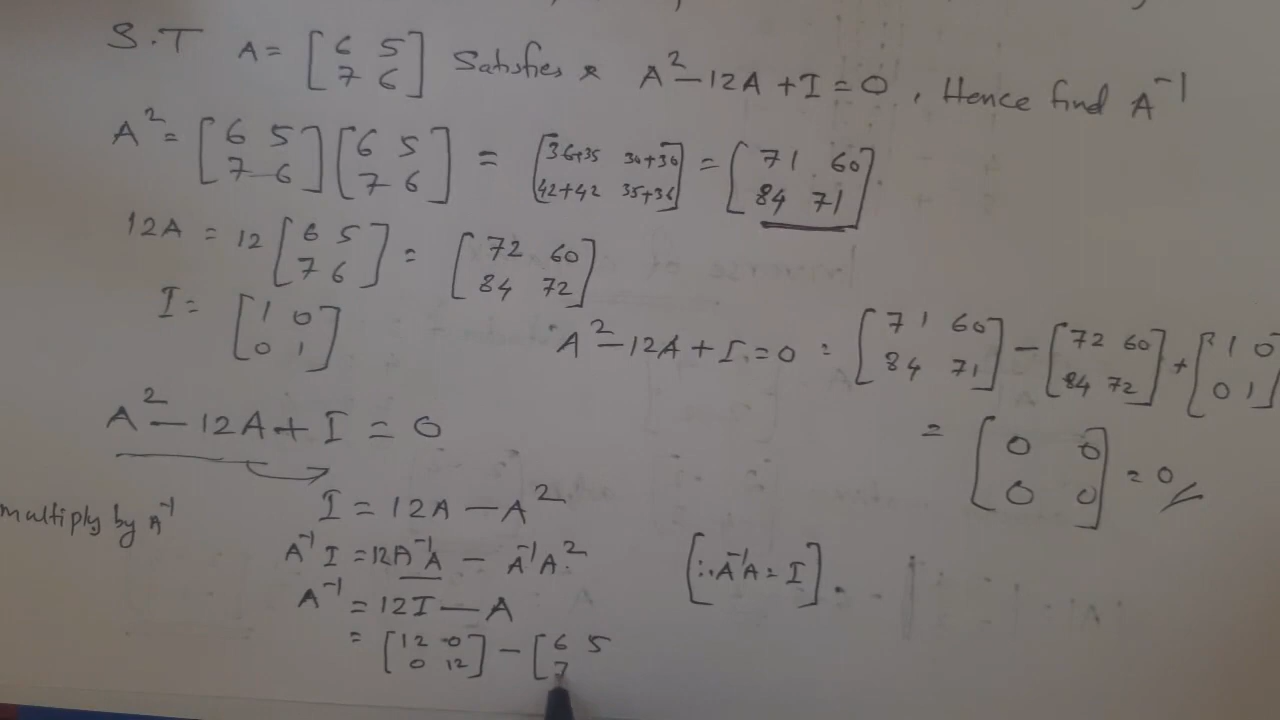 S.T A = [6 5 7 6] Satisfies A² - 12A + I = 0, Hence find A⁻¹
A² = [6 5 7 6] [6 5 7 6] = [36+35 30+30 42+42 35+36] = [71 60 84 71]
12A = 12 [6 5 7 6] = [72 60 84 72]
I = [1 0 0 1]
A² - 12A + I = 0 = [71 60 84 71] - [72 60 84 72] + [1 0 0 1]
= [0 0 0 0] = 0
A² - 12A + I = 0
I = 12A - A²
multiply by A⁻¹
A⁻¹ I = 12A⁻¹A - A⁻¹A² [∵ A⁻¹A = I].
A⁻¹ = 12I - A
= [12 0 0 12] - [6 5 7